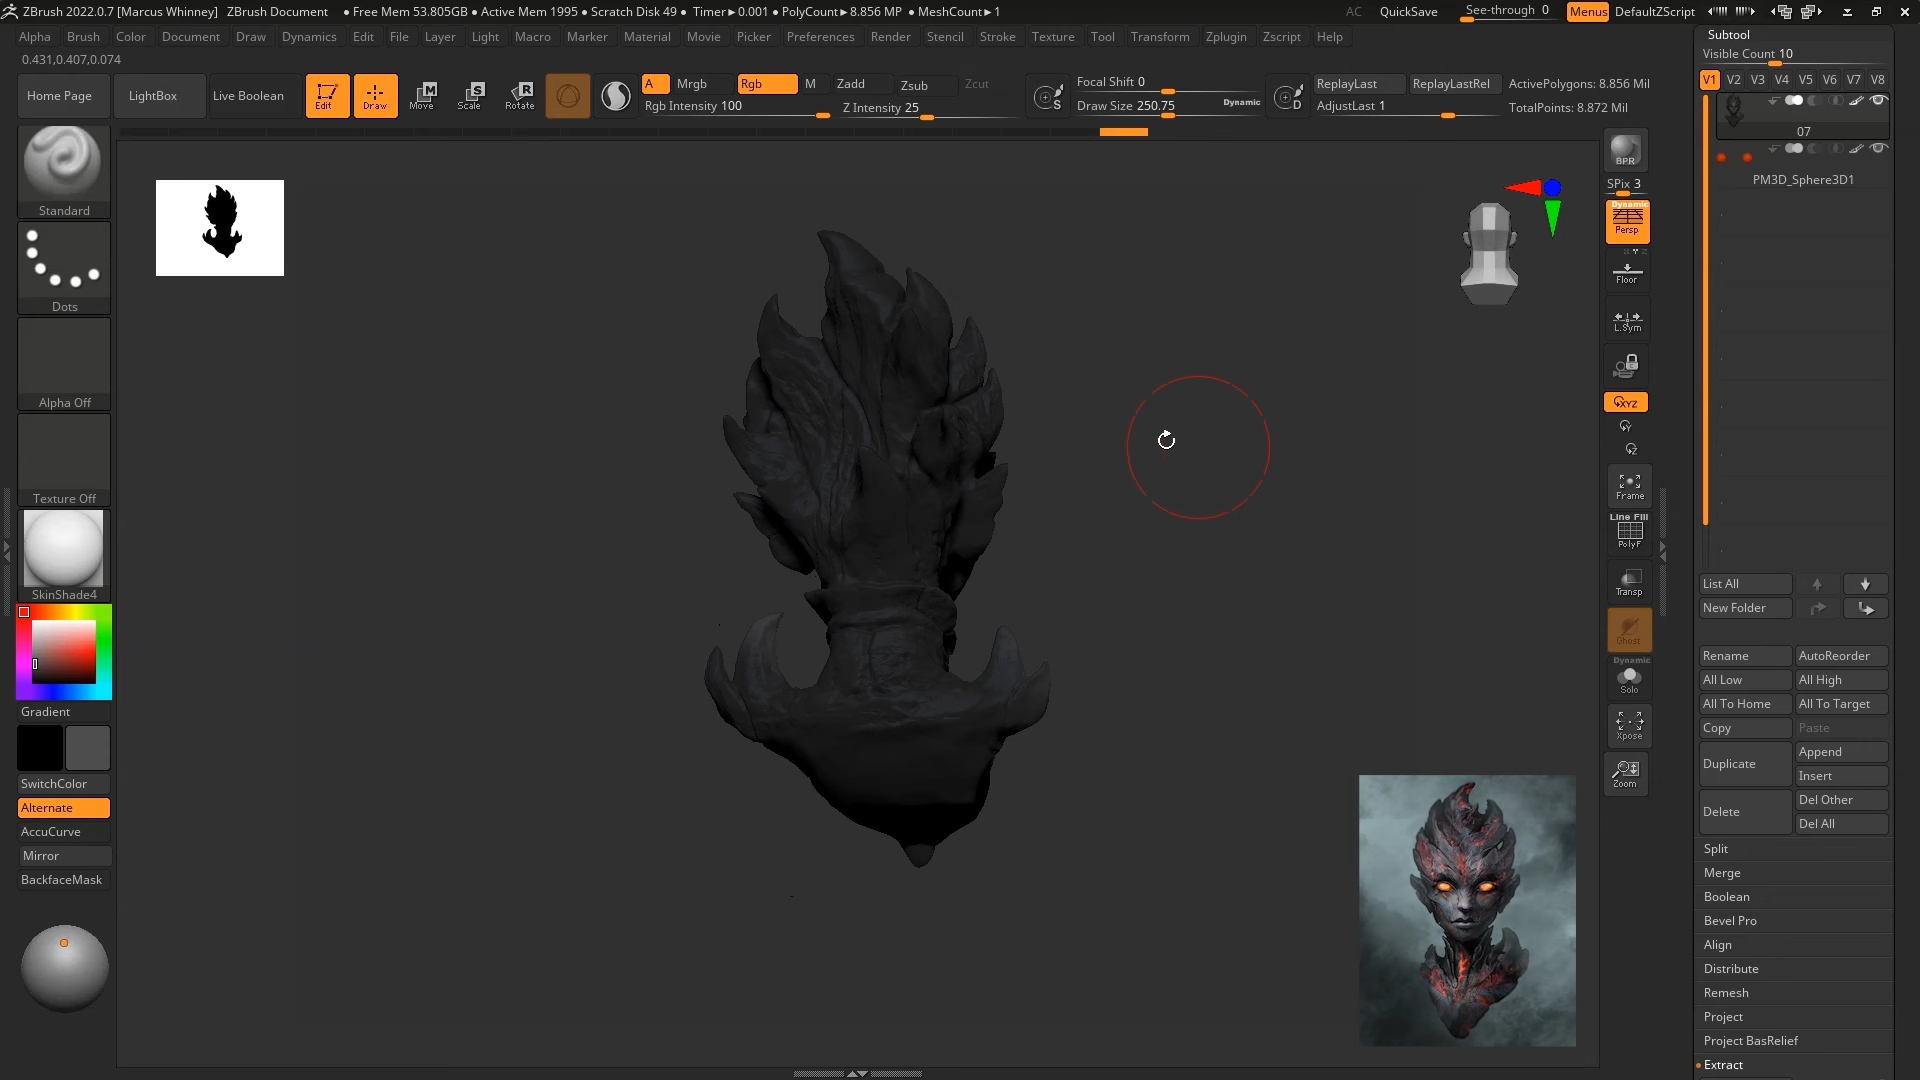 ZBrush 2022.0.7 [Marcus Whinney] ZBrush Document • Free Mem 53.805GB • Active Mem 1995 • Scratch Disk 49 • Timer►0.001 • PolyCount►8.856 MP • MeshCount►1 AC QuickSave See-through 0 Menus DefaultZScript
Alpha Brush Color Document Draw Dynamics Edit File Layer Light Macro Marker Material Movie Picker Preferences Render Stencil Stroke Texture Tool Transform Zplugin Zscript Help
0.431,0.407,0.074
Home Page LightBox Live Boolean Edit Draw Move Scale Rotate
M S R
A Mrgb Rgb M Zadd Zsub Zcut
Rgb Intensity 100 Z Intensity 25
S Focal Shift 0
Draw Size 250.75 Dynamic
D ReplayLast ReplayLastRel ActivePolygons: 8.856 Mil
AdjustLast 1 TotalPoints: 8.872 Mil
Standard
Dots
Alpha Off
Texture Off
SkinShade4
Gradient
SwitchColor
Alternate
AccuCurve
Mirror
BackfaceMask
BPR
SPix 3
Dynamic
Persp
Floor
L.Sym
XYZ
Y
Z
Frame
Line Fill
PolyF
Transp
Ghost
Dynamic
Solo
Xpose
Zoom
Subtool
Visible Count 10
V1 V2 V3 V4 V5 V6 V7 V8
07
PM3D_Sphere3D1
List All
New Folder
Rename AutoReorder
All Low All High
All To Home All To Target
Copy Paste
Duplicate Append
Insert
Delete Del Other
Del All
Split
Merge
Boolean
Bevel Pro
Align
Distribute
Remesh
Project
Project BasRelief
Extract